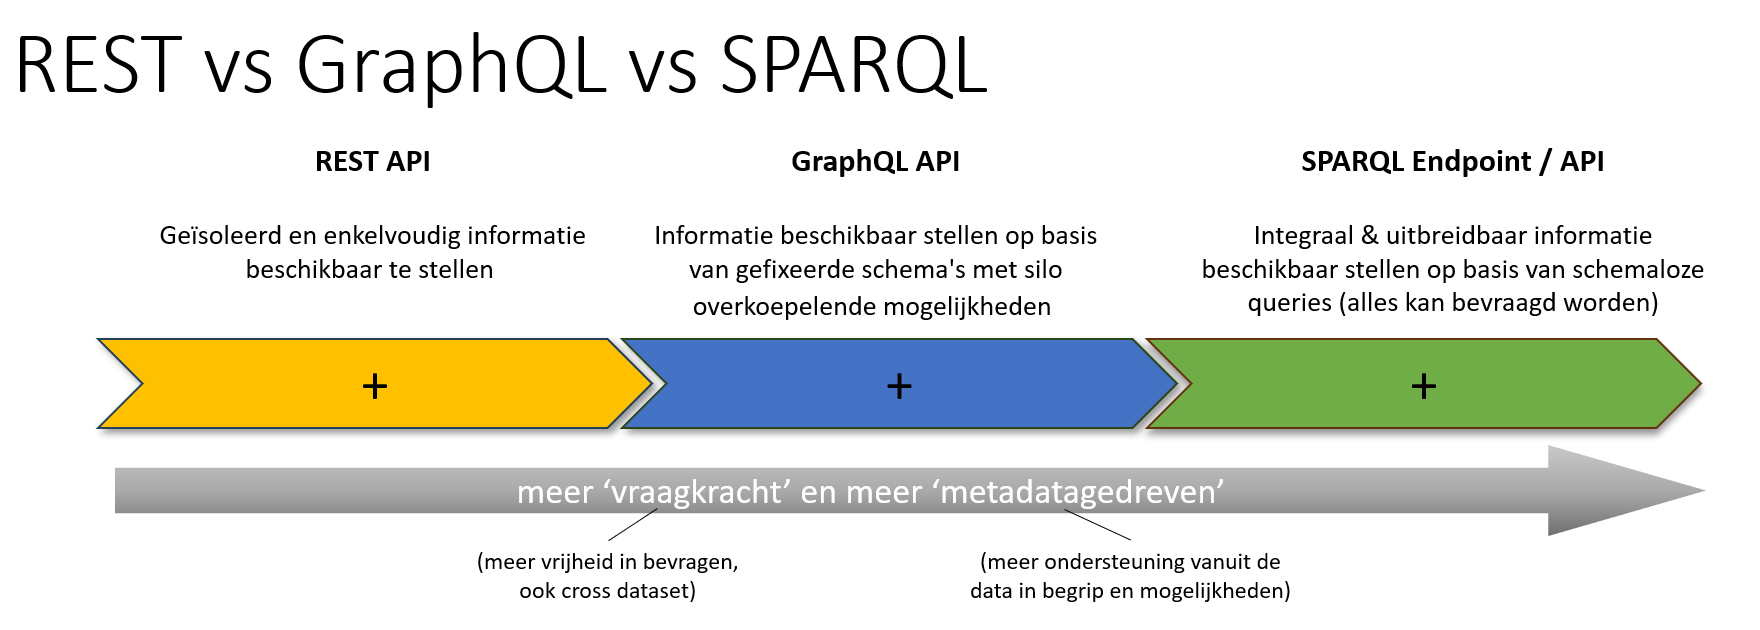 REST vs GraphQL vs SPARQL
REST API
Geïsoleerd en enkelvoudig informatie
beschikbaar te stellen
+
GraphQL API
Informatie beschikbaar stellen op basis
van gefixeerde schema's met silo
overkoepelende mogelijkheden
+
SPARQL Endpoint / API
Integraal & uitbreidbaar informatie
beschikbaar stellen op basis van schemaloze
queries (alles kan bevraagd worden)
+
meer ‘vraagkracht’ en meer ‘metadatagedreven’
(meer vrijheid in bevragen,
ook cross dataset)
(meer ondersteuning vanuit de
data in begrip en mogelijkheden)